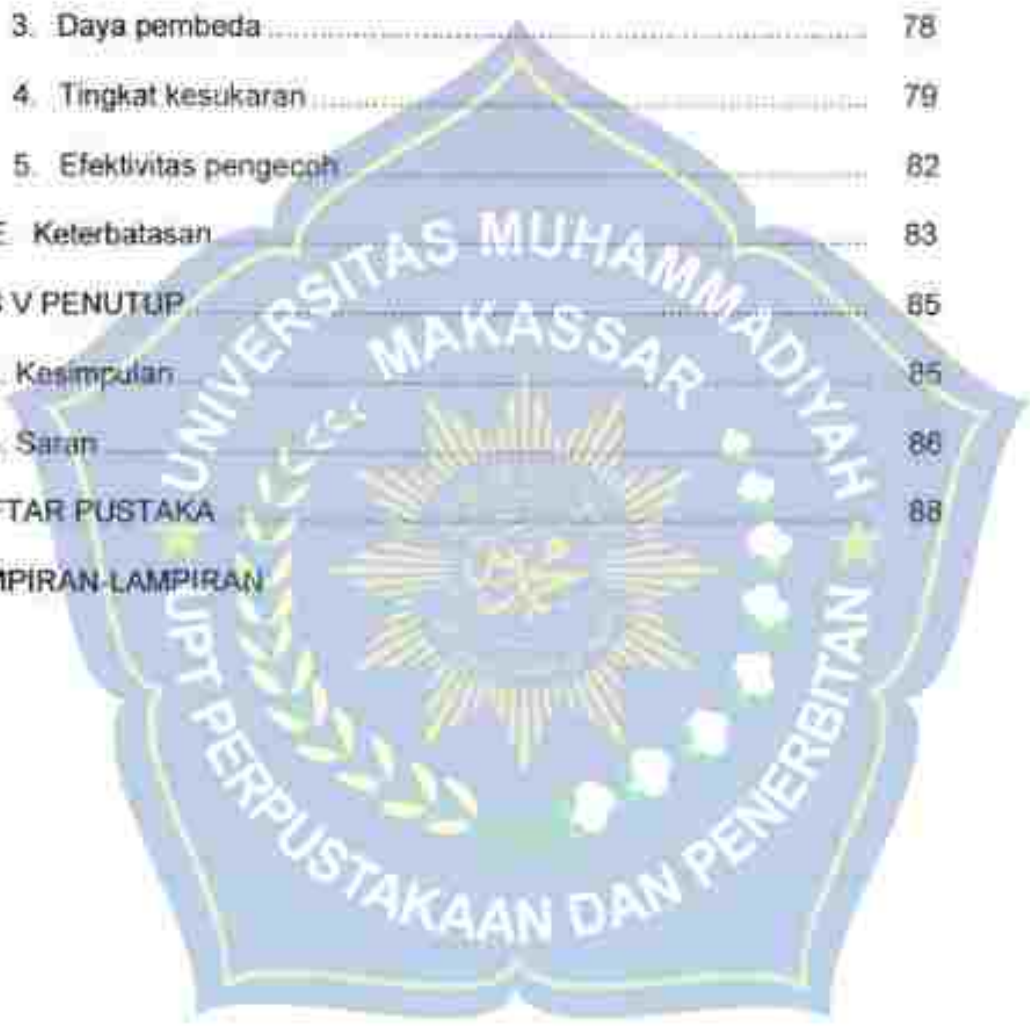 3. Daya pembeda 78
4. Tingkat kesukaran 79
5. Efektivitas pengecoh 82
E. Keterbatasan 83
V PENUTUP 85
Kesimpulan 85
Saran 86
TAR PUSTAKA 88
MPIRAN-LAMPIRAN
UNIVERSITAS MUHAMMADIYAH
MAKASSAR
UPT PERPUSTAKAAN DAN PENERBITAN